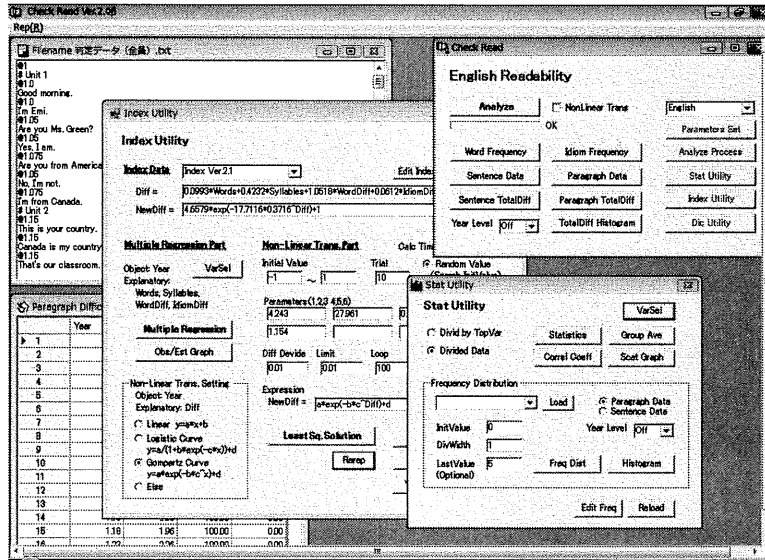 Check Read Ver.2.06
Rep(R)
Filename 判定データ (全員) .txt
@1
# Unit 1
@1.0
Good morning.
@1.0
I'm Emi.
@1.05
Are you Ms. Green?
@1.05
Yes, I am.
@1.075
Are you from America
@1.05
No, I'm not.
@1.075
I'm from Canada.
# Unit 2
@1.15
This is your country.
@1.15
Canada is my country
@1.15
That's our classroom.
Check Read
English Readability
Analyze
NonLinear Trans
English
OK
Parameters Set
Word Frequency
Idiom Frequency
Analyze Process
Sentence Data
Paragraph Data
Stat Utility
Sentence TotalDiff
Paragraph TotalDiff
Index Utility
Year Level
Off
TotalDiff Histogram
Dic Utility
Index Utility
Index Utility
Index Data
Index Ver.2.1
Edit Index
Diff =
0.0993*Words+0.4232*Syllables+1.0518*WordDiff+0.0612*IdiomDiff
NewDiff =
4.6579*exp(-17.7116*0.3716^Diff)+1
Multiple Regression Part
Object: Year
VarSel
Explanatory:
Words, Syllables,
WordDiff, IdiomDiff
Multiple Regression
Obs/Est Graph
Non-Linear Trans. Setting
Object: Year
Explanatory: Diff
Linear y=a*x+b
Logistic Curve
y=a/(1+b*exp(-c*x))+d
Gompertz Curve
y=a*exp(-b*c^x)+d
Else
Non-Linear Trans. Part
Calc Tim
Initial Value
Trial
Random Value
-1
~
1
10
Parameters(1,2,3 4,5,6)
4.243
27.961
0.
1.154
Diff Devide
Limit
Loop
0.01
0.01
100
Expression
NewDiff =
a*exp(-b*c^Diff)+d
Least Sq. Solution
Rerep
Stat Utility
Stat Utility
VarSel
Divid by TopVar
Statistics
Group Ave
Divided Data
Correl Coeff
Scat Graph
Frequency Distribution
Load
Paragraph Data
Sentence Data
InitValue
0
Year Level
Off
DivWidth
1
LastValue
5
(Optional)
Freq Dist
Histogram
Edit Freq
Reload
Paragraph Diffic
Year
1
2
3
4
5
6
7
8
9
10
11
12
13
14
15
1.18
1.96
100.00
0.00
16